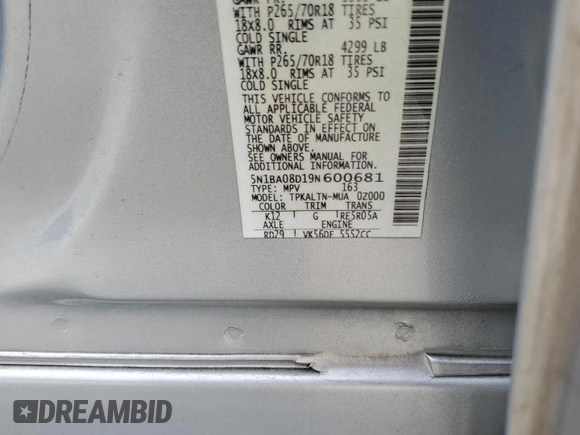 WITH P265/70R18 TIRES
18x8.0 RIMS AT 35 PSI
COLD SINGLE
GAWR RR. 4299 LB
WITH P265/70R18 TIRES
18x8.0 RIMS AT 35 PSI
COLD SINGLE
THIS VEHICLE CONFORMS TO
ALL APPLICABLE FEDERAL
MOTOR VEHICLE SAFETY
STANDARDS IN EFFECT ON
THE DATE OF MANUFACTURE
SHOWN ABOVE.
SEE OWNERS MANUAL FOR
ADDITIONAL INFORMATION.
5N1BA08D19N600681
TYPE: MPV 163
MODEL: TPKALTN-MUA 0Z000
COLOR TRIM TRANS
K12 G RE5R05A
AXLE ENGINE
RD29 VK56DE 5552CC
DREAMBID